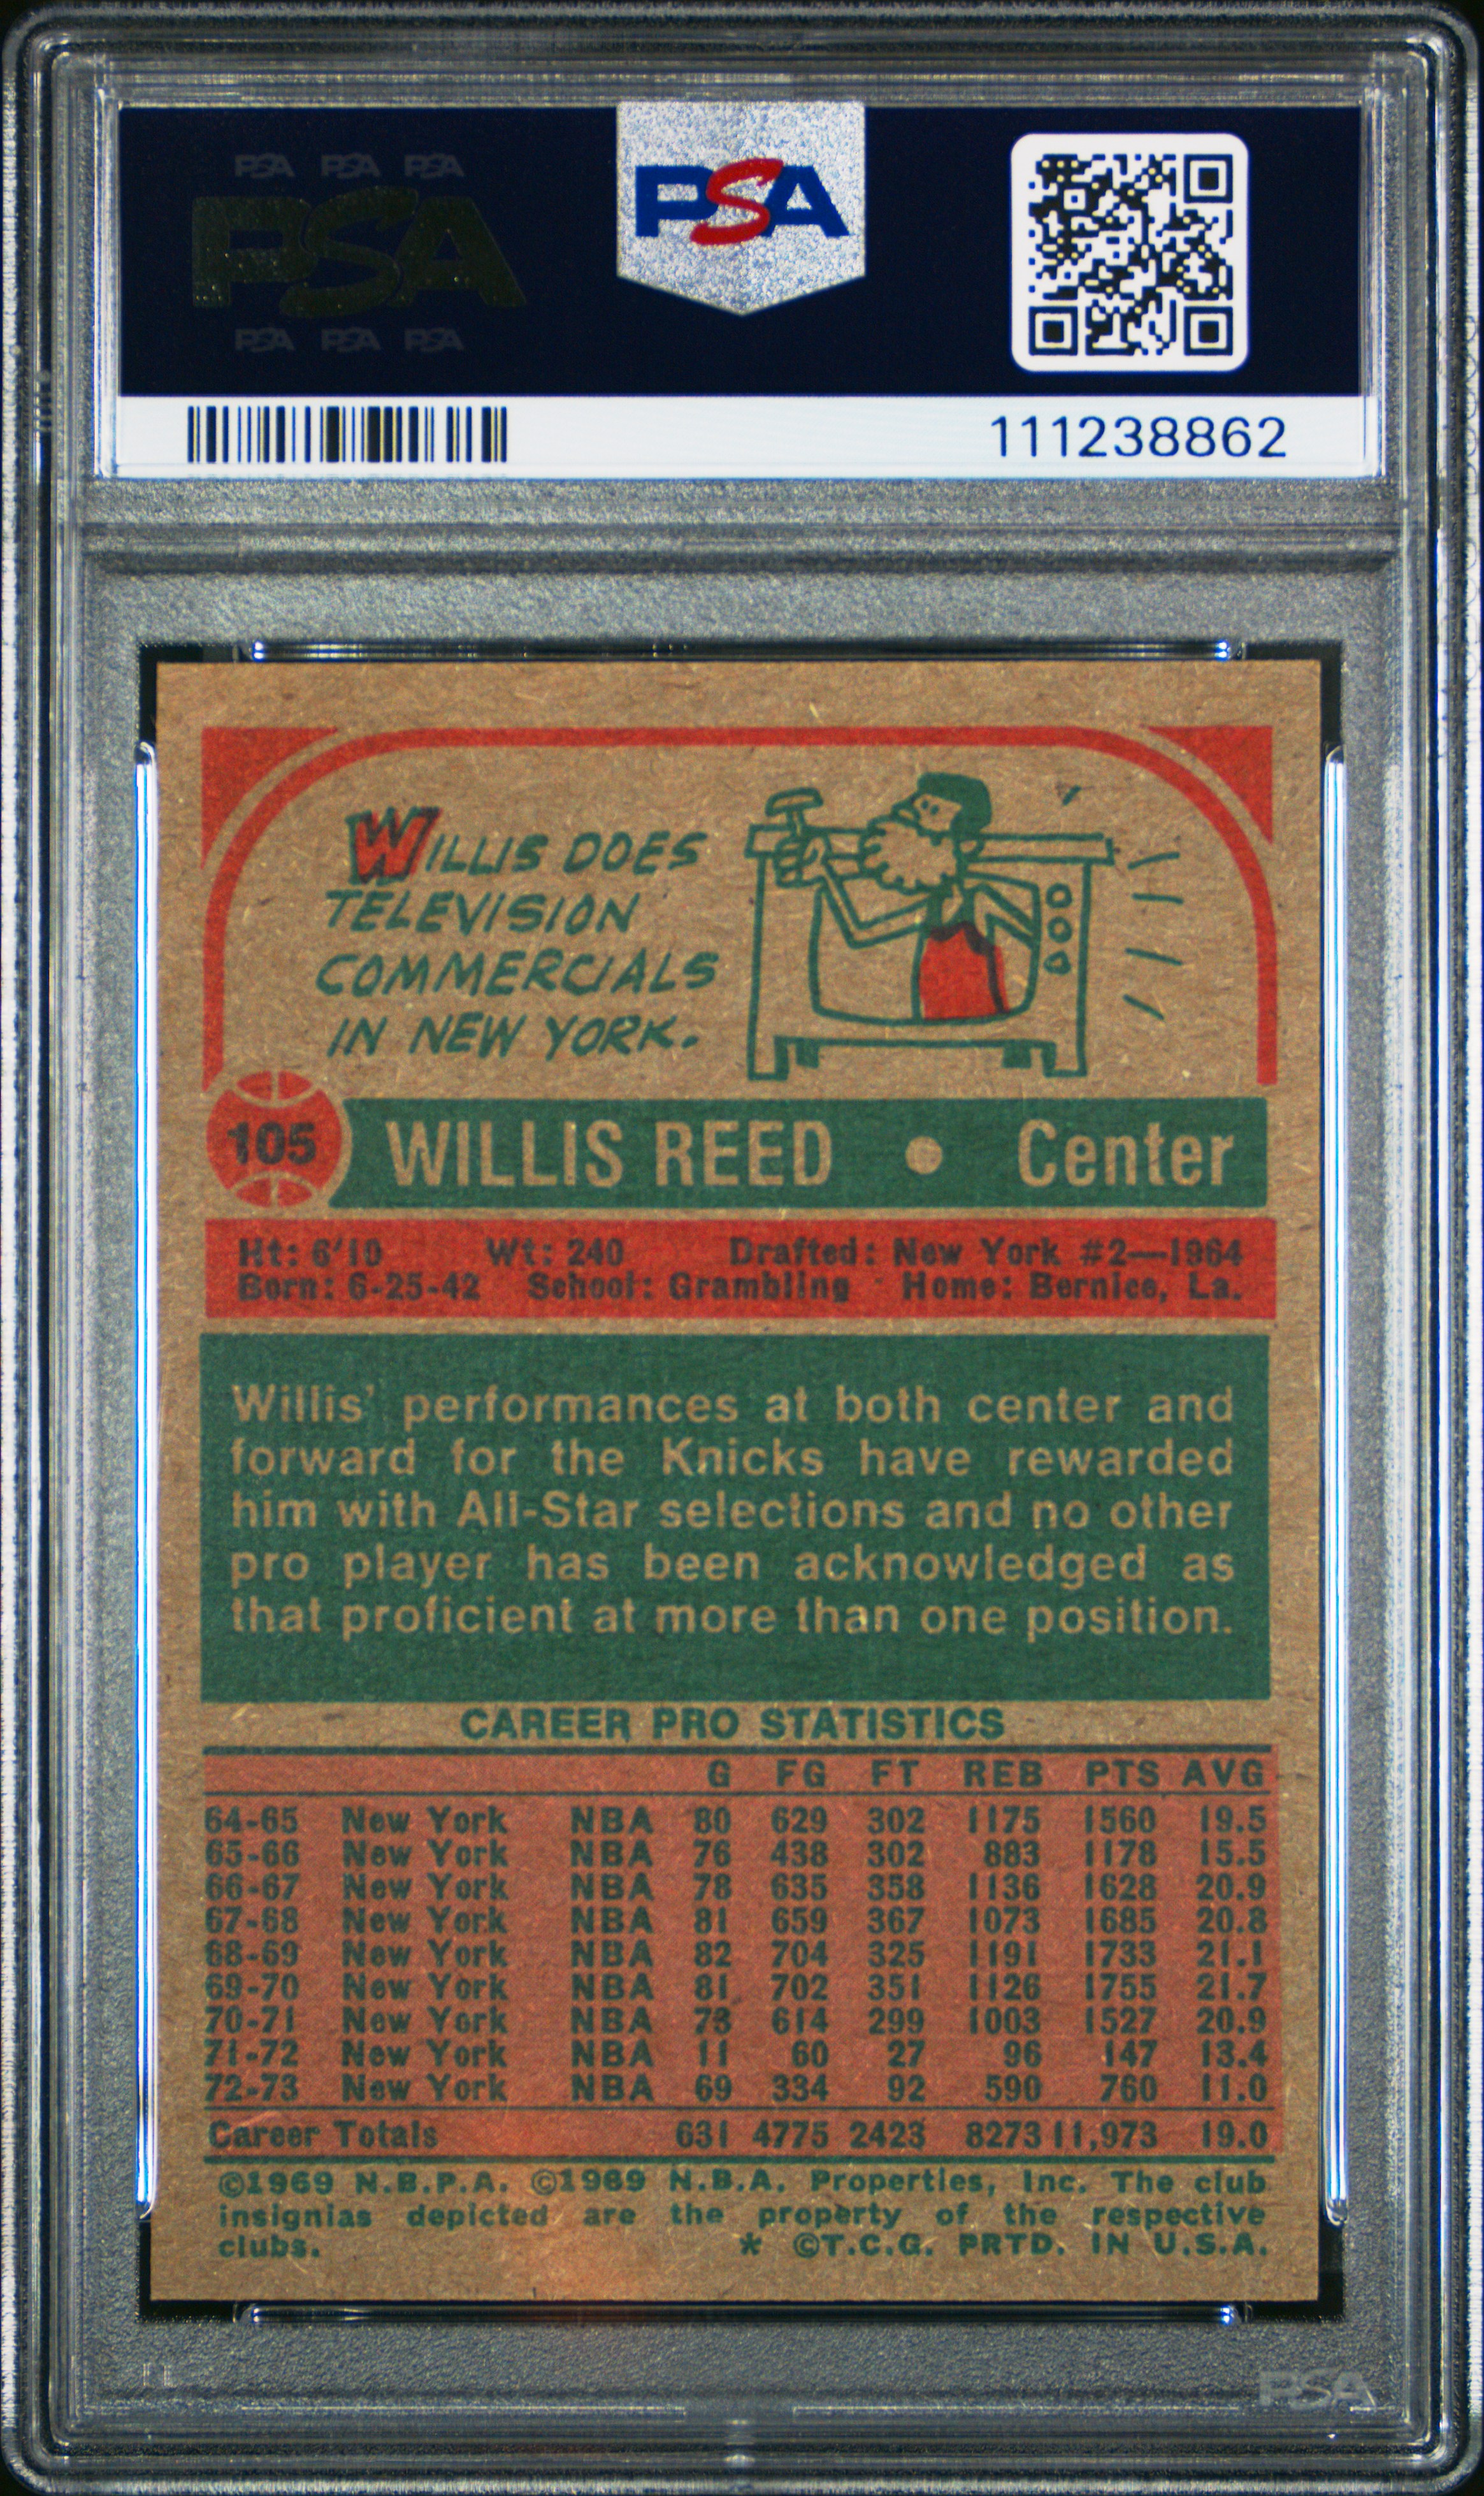 PSA PSA PSA
PSA
PSA PSA PSA
PSA
111238862
WILLIS DOES
TELEVISION
COMMERCIALS
IN NEW YORK.
105 WILLIS REED • Center
Ht: 6'10 Wt: 240 Drafted: New York #2—1964
Born: 6-25-42 School: Grambling Home: Bernice, La.
Willis' performances at both center and
forward for the Knicks have rewarded
him with All-Star selections and no other
pro player has been acknowledged as
that proficient at more than one position.
CAREER PRO STATISTICS
G FG FT REB PTS AVG
64-65 New York NBA 80 629 302 1175 1560 19.5
65-66 New York NBA 76 438 302 883 1178 15.5
66-67 New York NBA 78 635 358 1136 1628 20.9
67-68 New York NBA 81 659 367 1073 1685 20.8
68-69 New York NBA 82 704 325 1191 1733 21.1
69-70 New York NBA 81 702 351 1126 1755 21.7
70-71 New York NBA 73 614 299 1003 1527 20.9
71-72 New York NBA 11 60 27 96 147 13.4
72-73 New York NBA 69 334 92 590 760 11.0
Career Totals 631 4775 2423 8273 11,973 19.0
©1969 N.B.P.A. ©1969 N.B.A. Properties, Inc. The club
insignias depicted are the property of the respective
clubs. * ©T.C.G. PRTD. IN U.S.A.
PSA